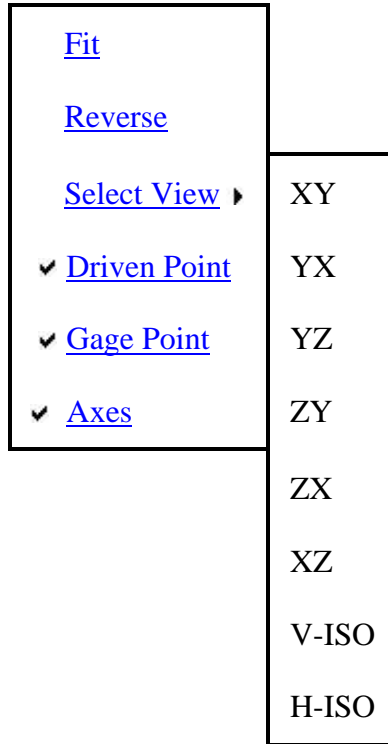 Fit
Reverse
Select View
Driven Point
Gage Point
Axes
XY
YX
YZ
ZY
ZX
XZ
V-ISO
H-ISO